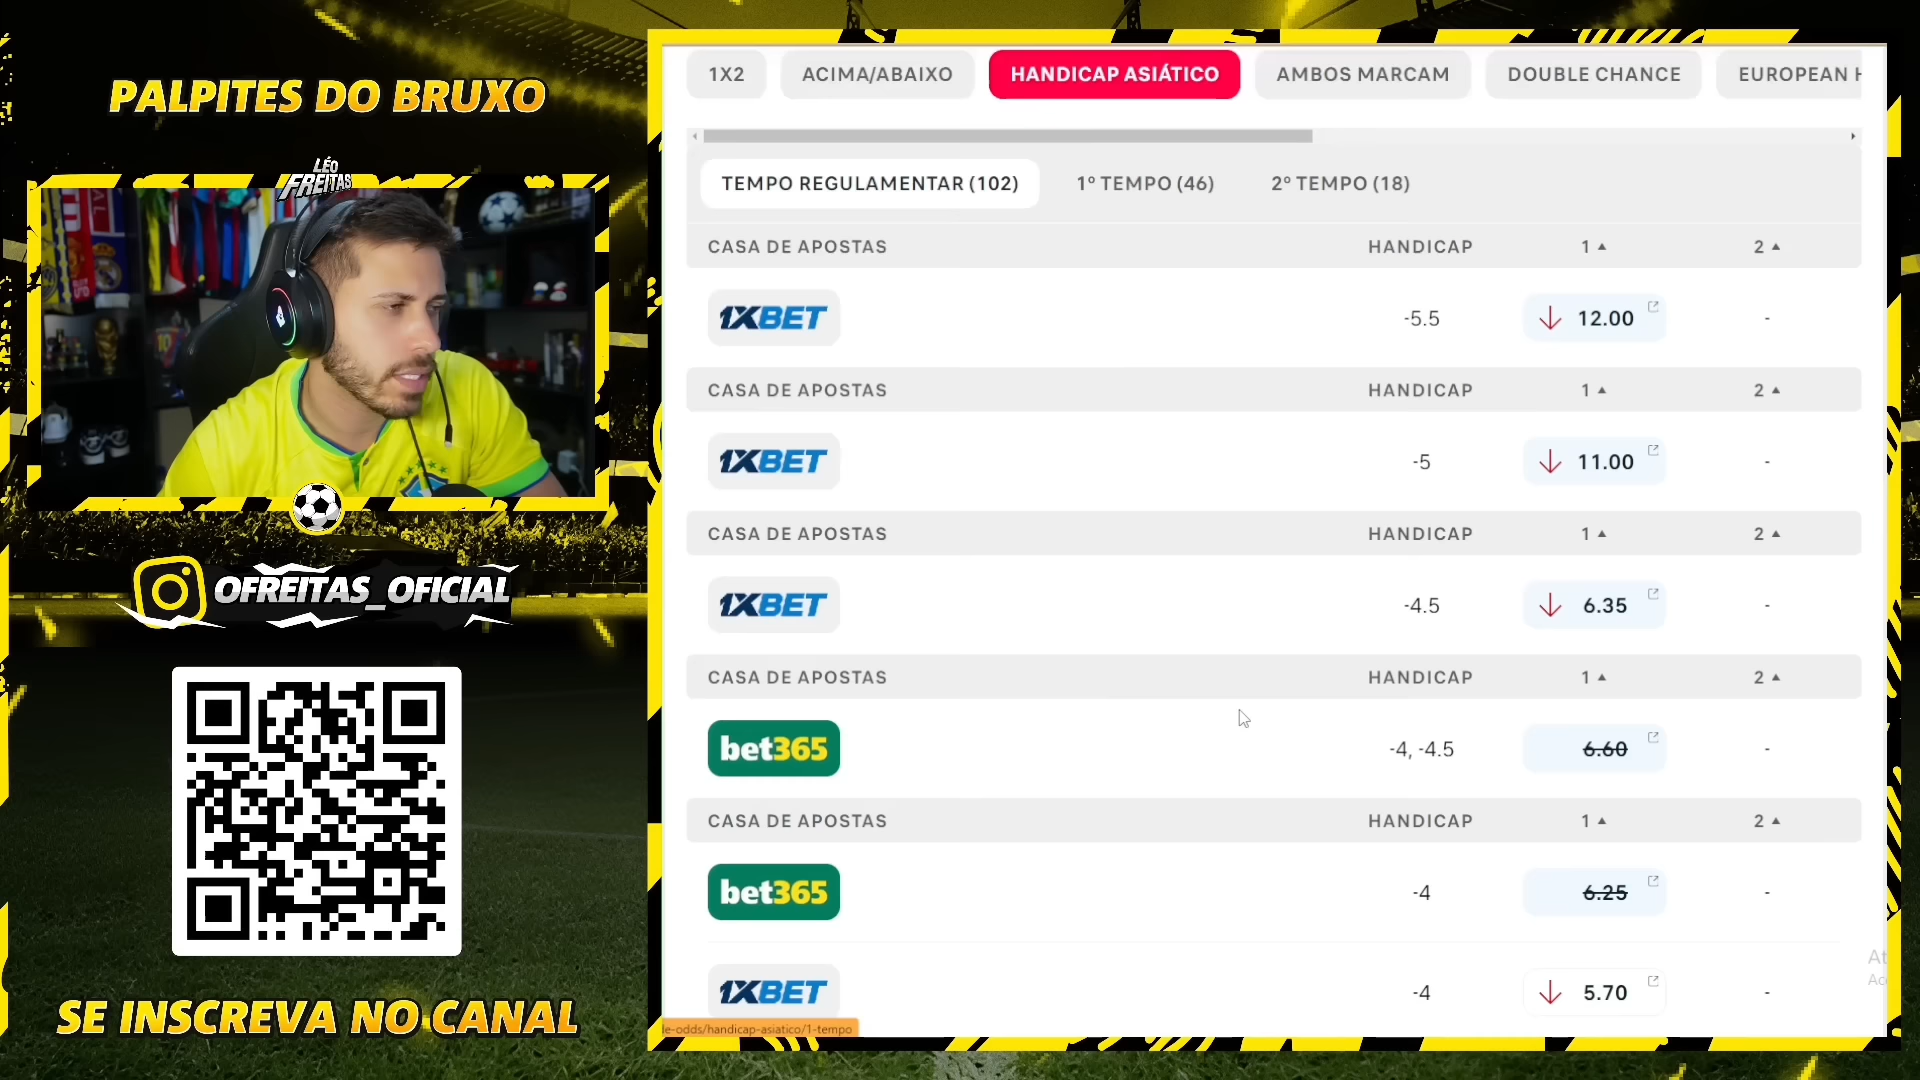 PALPITES DO BRUXO
LÉO
FREITAS
OFREITAS_OFICIAL
SE INSCREVA NO CANAL
1X2
ACIMA/ABAIXO
HANDICAP ASIÁTICO
AMBOS MARCAM
DOUBLE CHANCE
EUROPEAN
TEMPO REGULAMENTAR (102)
1º TEMPO (46)
2º TEMPO (18)
CASA DE APOSTAS HANDICAP 1 2
1XBET -5.5 12.00 -
CASA DE APOSTAS HANDICAP 1 2
1XBET -5 11.00 -
CASA DE APOSTAS HANDICAP 1 2
1XBET -4.5 6.35 -
CASA DE APOSTAS HANDICAP 1 2
bet365 -4, -4.5 6.60 -
CASA DE APOSTAS HANDICAP 1 2
bet365 -4 6.25 -
1XBET -4 5.70 -
le-odds/handicap-asiatico/1-tempo